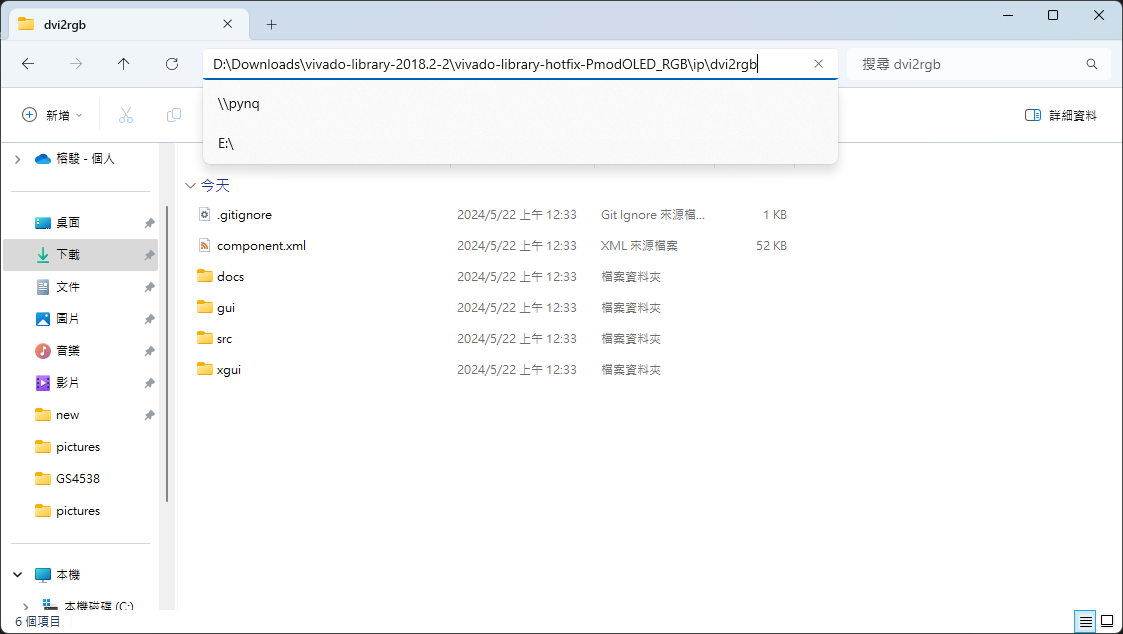 dvi2rgb
D:\Downloads\vivado-library-2018.2-2\vivado-library-hotfix-PmodOLED_RGB\ip\dvi2rgb
搜尋 dvi2rgb
\\pynq
E:\
新增
詳細資料
榕駿 - 個人
桌面
下載
文件
圖片
音樂
影片
new
pictures
GS4538
pictures
本機
本機磁碟 (C:)
今天
.gitignore 2024/5/22 上午 12:33 Git Ignore 來源檔... 1 KB
component.xml 2024/5/22 上午 12:33 XML 來源檔案 52 KB
docs 2024/5/22 上午 12:33 檔案資料夾
gui 2024/5/22 上午 12:33 檔案資料夾
src 2024/5/22 上午 12:33 檔案資料夾
xgui 2024/5/22 上午 12:33 檔案資料夾
6 個項目